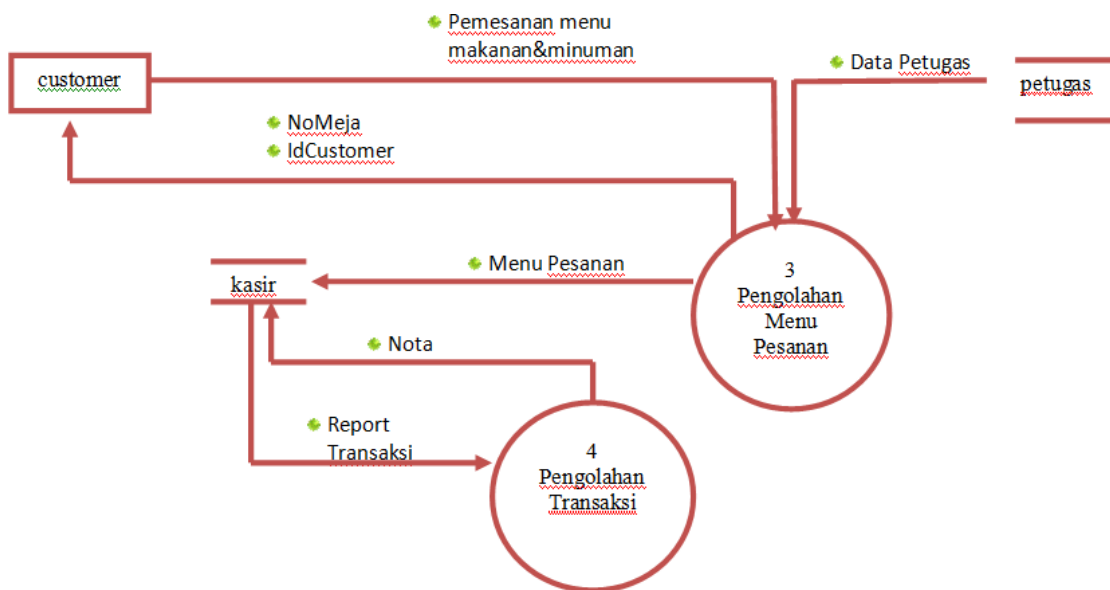 Pemesanan menu
makanan&minuman
customer
Data Petugas
petugas
NoMeja
IdCustomer
Menu Pesanan
kasir
3
Pengolahan
Menu
Pesanan
Nota
Report
Transaksi
4
Pengolahan
Transaksi